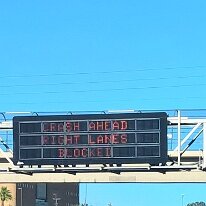 CRASH AHEAD
RIGHT LANES
BLOCKED